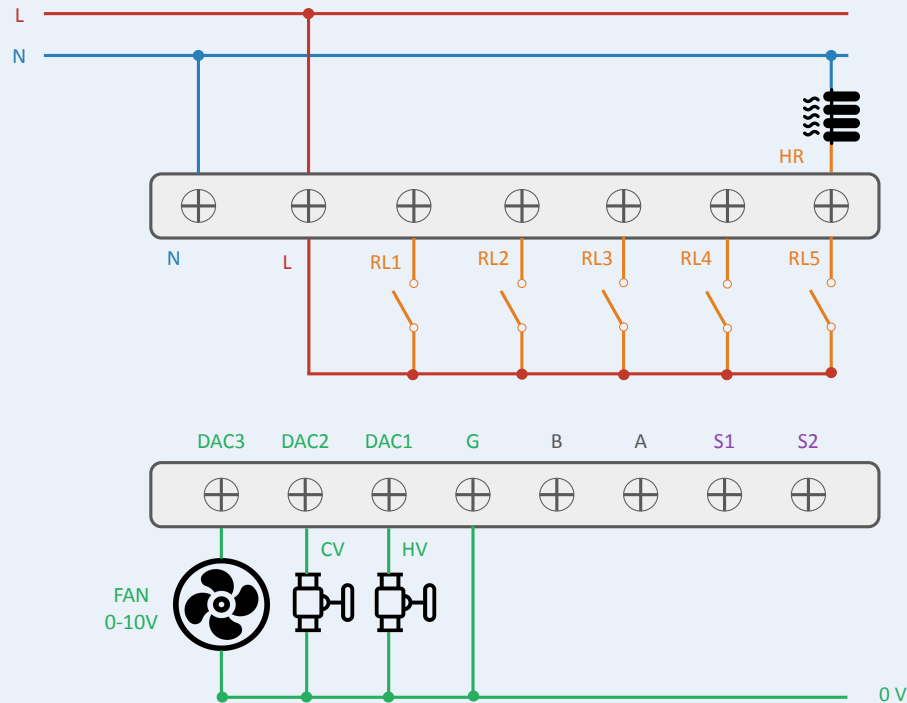 L
N
HR
N
L
RL1
RL2
RL3
RL4
RL5
DAC3
DAC2
DAC1
G
B
A
S1
S2
CV
HV
FAN
0-10V
0 V